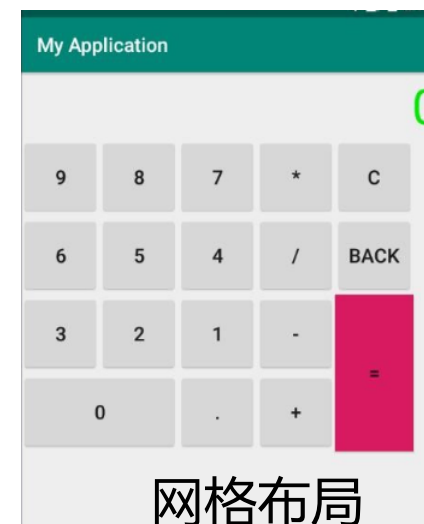 My Application
0
9 8 7 * C
6 5 4 / BACK
3 2 1 -
=
0 . +
网格布局